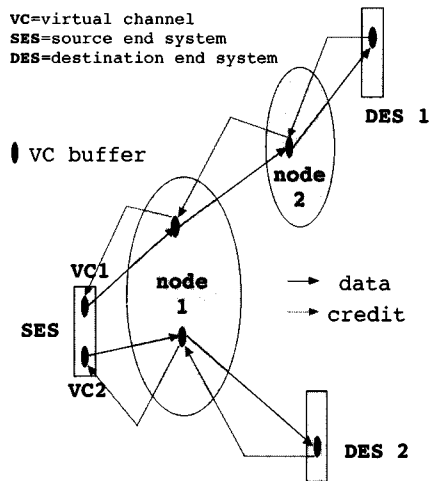 VC=virtual channel
SES=source end system
DES=destination end system
DES 1
VC buffer
node
2
VC1
node
1
SES
data
credit
VC2
DES 2